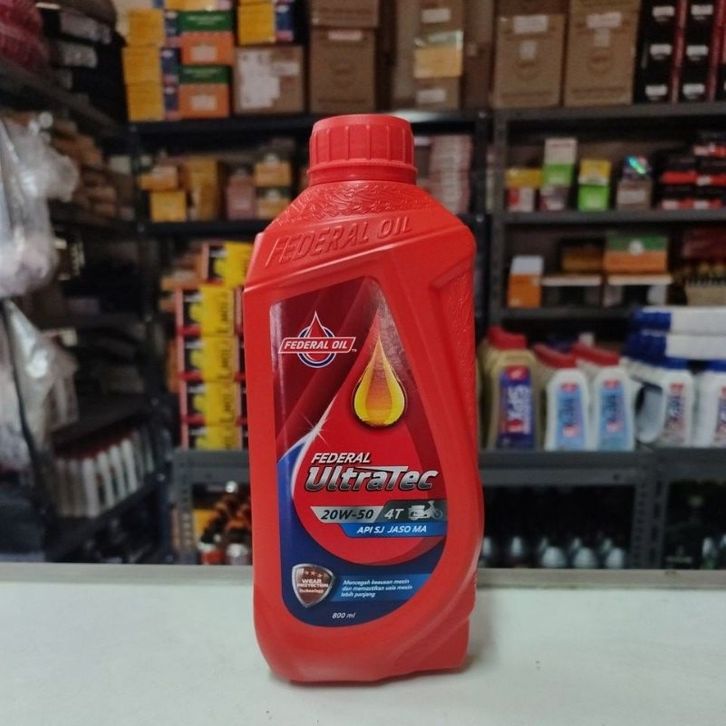 FEDERAL OIL
FEDERAL OIL
FEDERAL
UltraTec
20W-50 4T
API SJ JASO MA
WEAR
PROTECTION
Technology
Mencegah keausan mesin
dan memastikan usia mesin
lebih panjang
800 ml